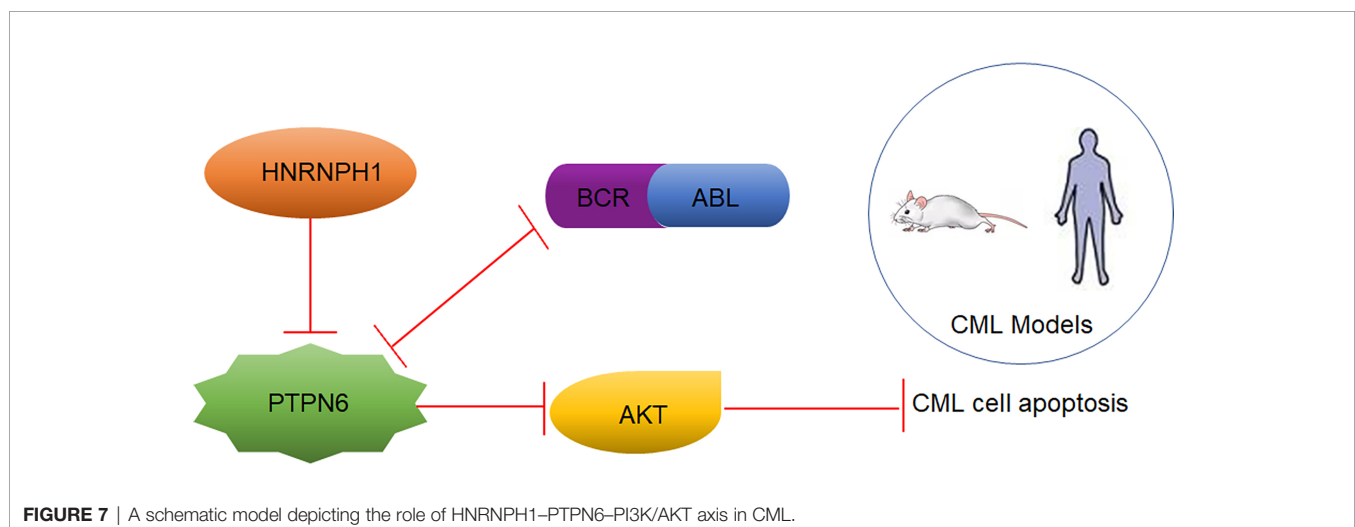 HNRNPH1
BCR
ABL
CML Models
PTPN6
AKT
CML cell apoptosis
FIGURE 7 | A schematic model depicting the role of HNRNPH1–PTPN6–PI3K/AKT axis in CML.